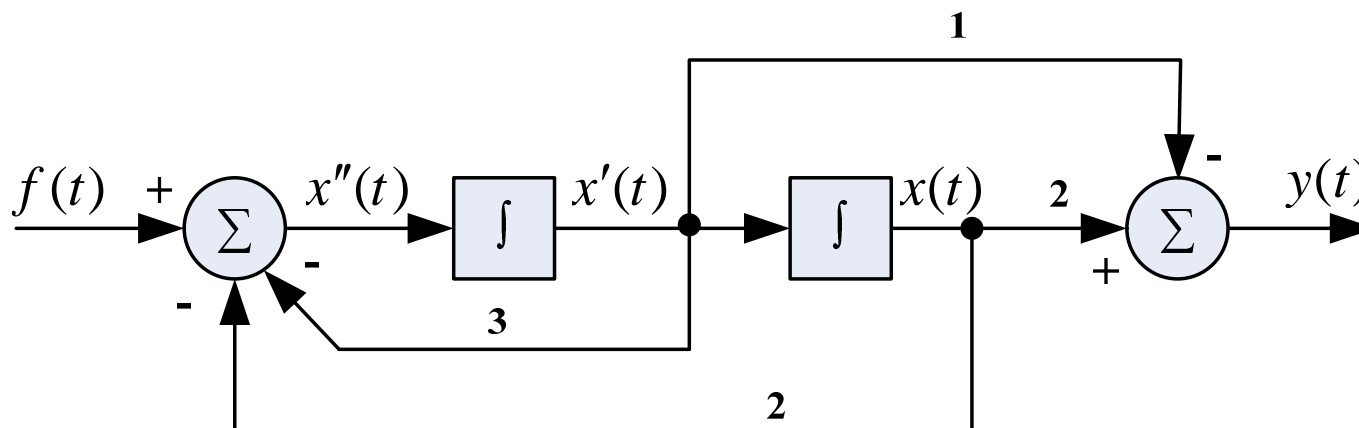 1
f(t) + Σ x″(t) ∫ x′(t) ∫ x(t) 2 + Σ - y(t)
- -
3
2